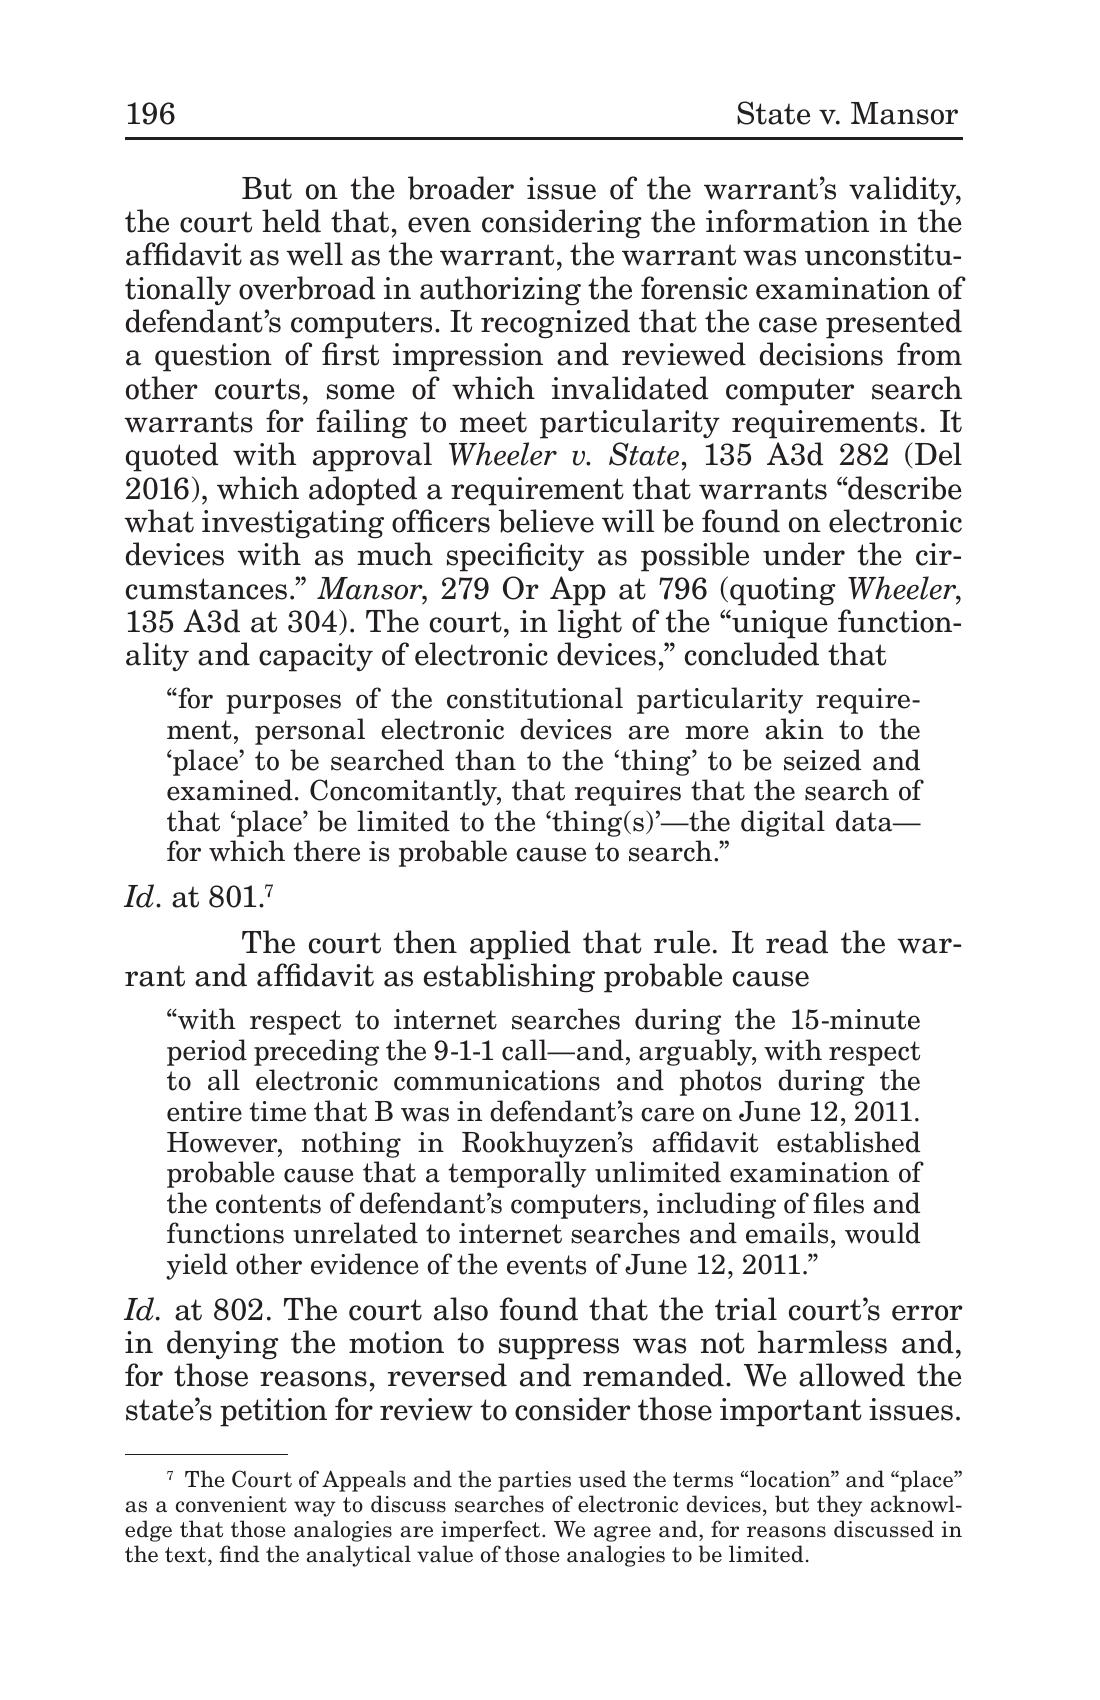 196 State v. Mansor
But on the broader issue of the warrant’s validity,
the court held that, even considering the information in the
affidavit as well as the warrant, the warrant was unconstitu-
tionally overbroad in authorizing the forensic examination of
defendant’s computers. It recognized that the case presented
a question of first impression and reviewed decisions from
other courts, some of which invalidated computer search
warrants for failing to meet particularity requirements. It
quoted with approval Wheeler v. State, 135 A3d 282 (Del
2016), which adopted a requirement that warrants “describe
what investigating officers believe will be found on electronic
devices with as much specificity as possible under the cir-
cumstances.” Mansor, 279 Or App at 796 (quoting Wheeler,
135 A3d at 304). The court, in light of the “unique function-
ality and capacity of electronic devices,” concluded that
“for purposes of the constitutional particularity require-
ment, personal electronic devices are more akin to the
‘place’ to be searched than to the ‘thing’ to be seized and
examined. Concomitantly, that requires that the search of
that ‘place’ be limited to the ‘thing(s)’—the digital data—
for which there is probable cause to search.”
Id. at 801.⁷
The court then applied that rule. It read the war-
rant and affidavit as establishing probable cause
“with respect to internet searches during the 15-minute
period preceding the 9-1-1 call—and, arguably, with respect
to all electronic communications and photos during the
entire time that B was in defendant’s care on June 12, 2011.
However, nothing in Rookhuyzen’s affidavit established
probable cause that a temporally unlimited examination of
the contents of defendant’s computers, including of files and
functions unrelated to internet searches and emails, would
yield other evidence of the events of June 12, 2011.”
Id. at 802. The court also found that the trial court’s error
in denying the motion to suppress was not harmless and,
for those reasons, reversed and remanded. We allowed the
state’s petition for review to consider those important issues.
⁷ The Court of Appeals and the parties used the terms “location” and “place”
as a convenient way to discuss searches of electronic devices, but they acknowl-
edge that those analogies are imperfect. We agree and, for reasons discussed in
the text, find the analytical value of those analogies to be limited.